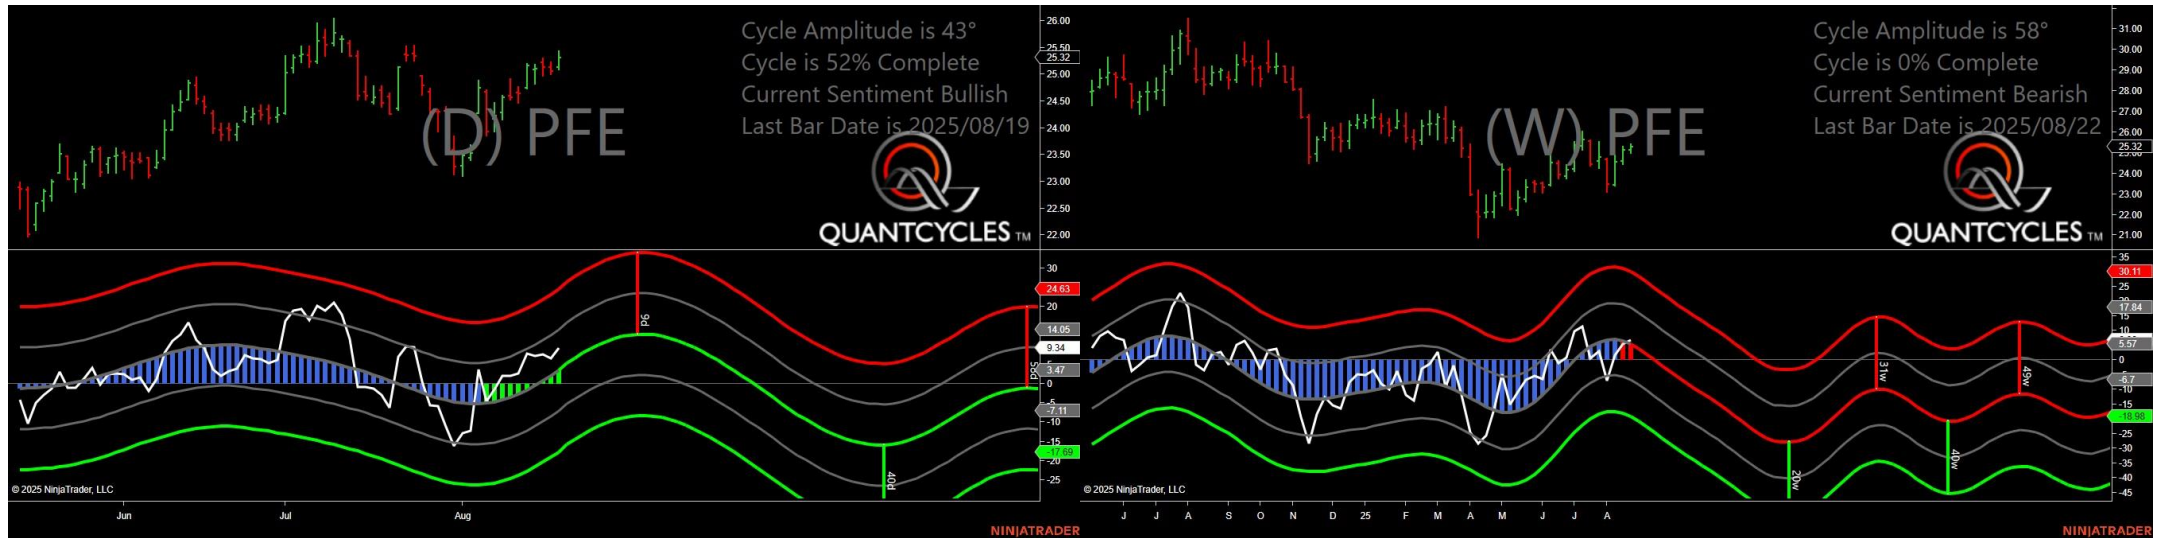 Cycle Amplitude is 43°
Cycle is 52% Complete
Current Sentiment Bullish
Last Bar Date is 2025/08/19
(D) PFE
QUANTCYCLES TM
26.00
25.50
25.32
25.00
24.50
24.00
23.50
23.00
22.50
22.00
30
24.63
20
14.05
9.34
5
3.47
0
-5
-7.11
-10
-15
-17.69
-20
-25
9d
40d
58d
© 2025 NinjaTrader, LLC
Jun Jul Aug
NINJATRADER
Cycle Amplitude is 58°
Cycle is 0% Complete
Current Sentiment Bearish
Last Bar Date is 2025/08/22
(W) PFE
QUANTCYCLES TM
31.00
30.00
29.00
28.00
27.00
26.00
25.32
25.00
24.00
23.00
22.00
21.00
35
30.11
25
17.84
15
10
5.57
0
-6.7
-10
-15
-18.98
-25
-30
-35
-40
-45
20w
31w
40w
49w
© 2025 NinjaTrader, LLC
J J A S O N D 25 F M A M J J A
NINJATRADER